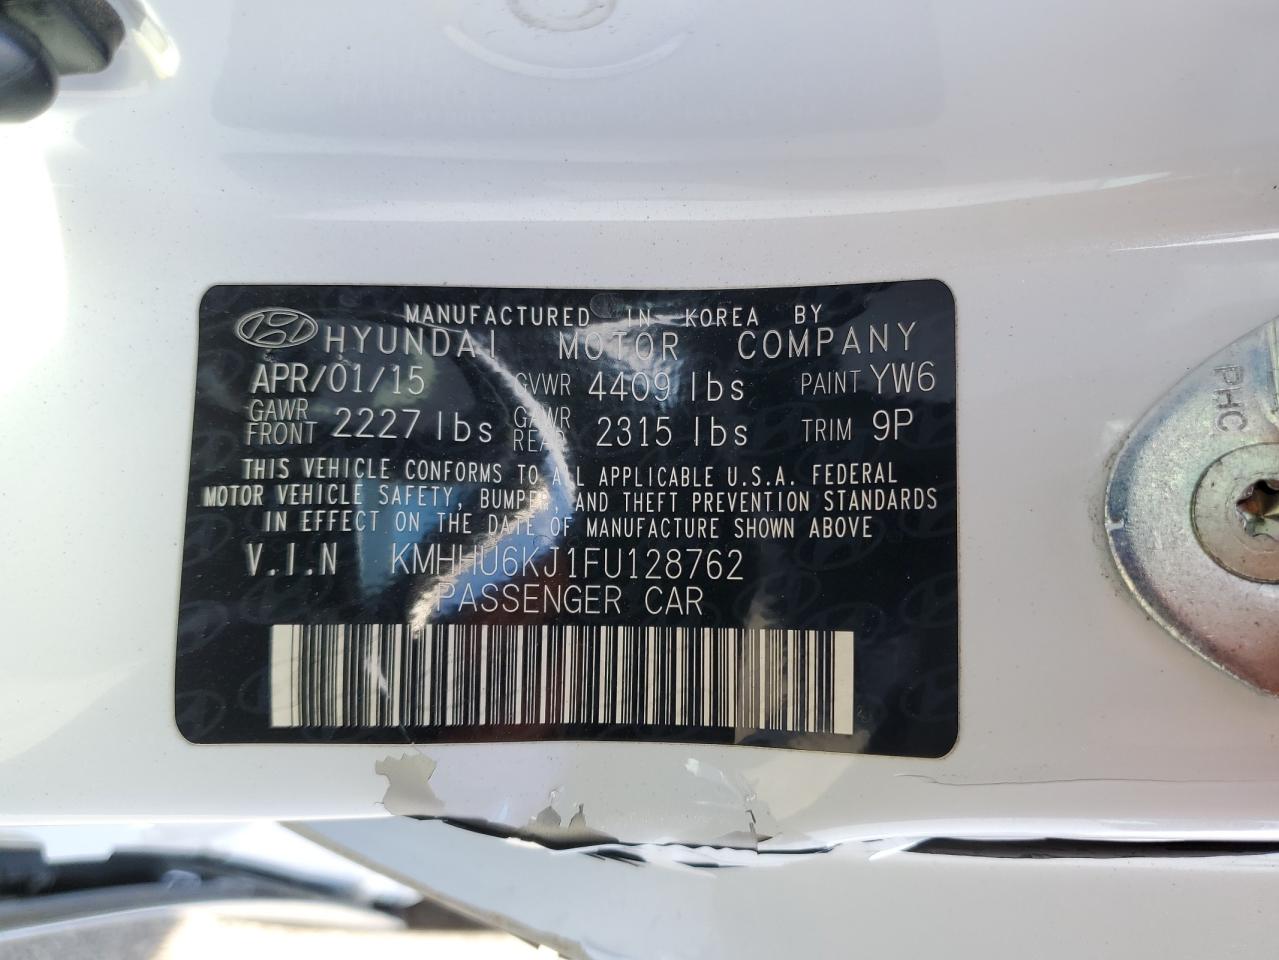 MANUFACTURED IN KOREA BY
HYUNDAI MOTOR COMPANY
APR/01/15 GVWR 4409 lbs PAINT YW6
GAWR FRONT 2227 lbs GAWR REAR 2315 lbs TRIM 9P
THIS VEHICLE CONFORMS TO ALL APPLICABLE U.S.A. FEDERAL
MOTOR VEHICLE SAFETY, BUMPER, AND THEFT PREVENTION STANDARDS
IN EFFECT ON THE DATE OF MANUFACTURE SHOWN ABOVE
V.I.N KMHHU6KJ1FU128762
PASSENGER CAR
PHC